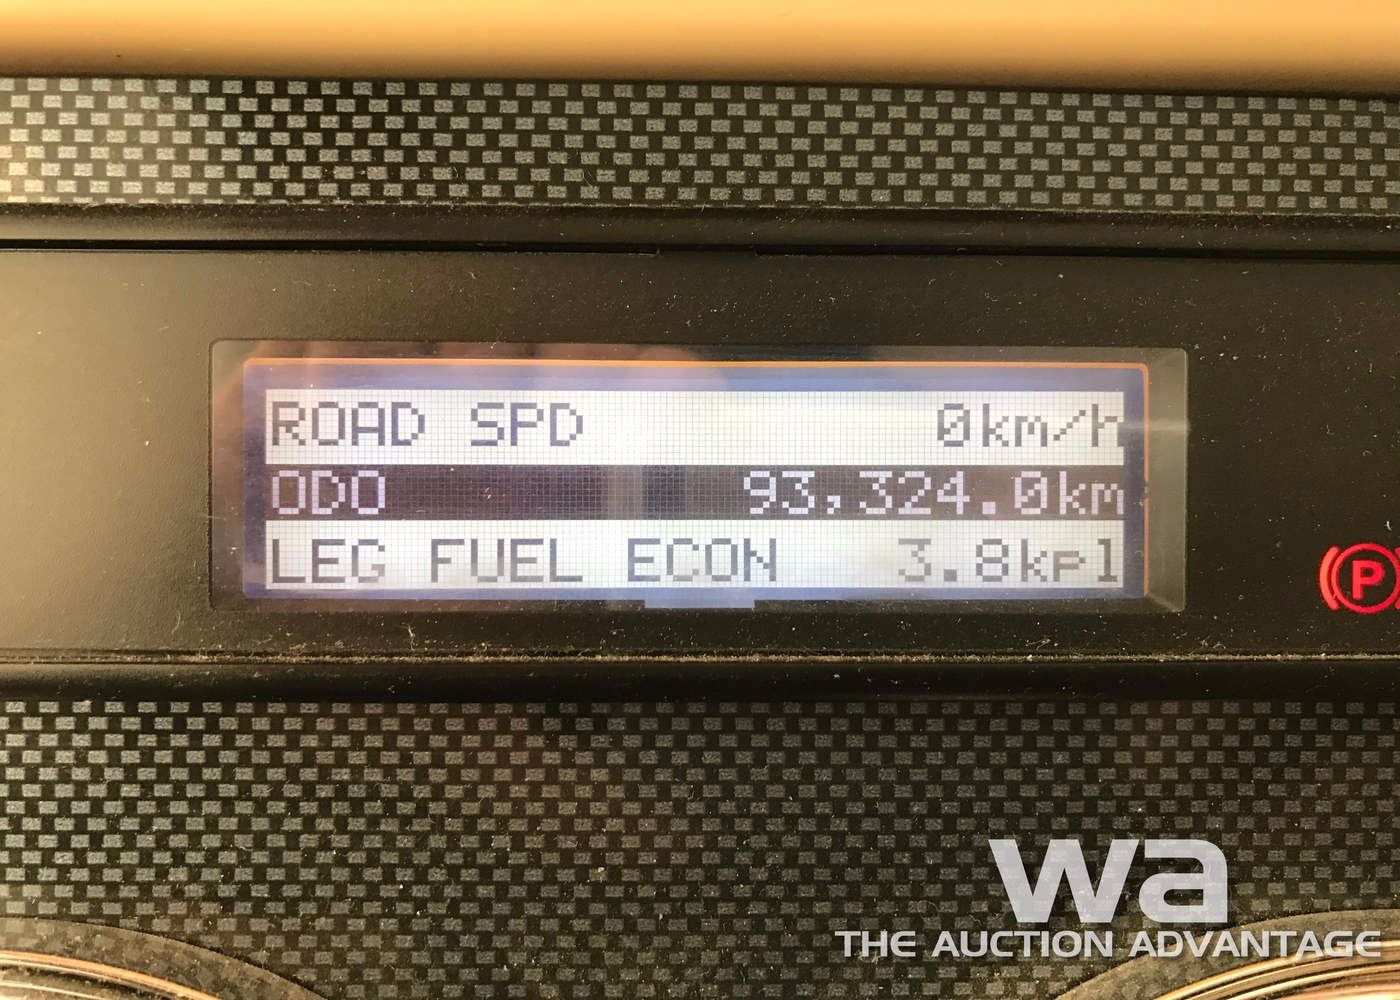 ROAD SPD 0km/h
ODO 93,324.0km
LEG FUEL ECON 3.8kpl
P
wa
THE AUCTION ADVANTAGE